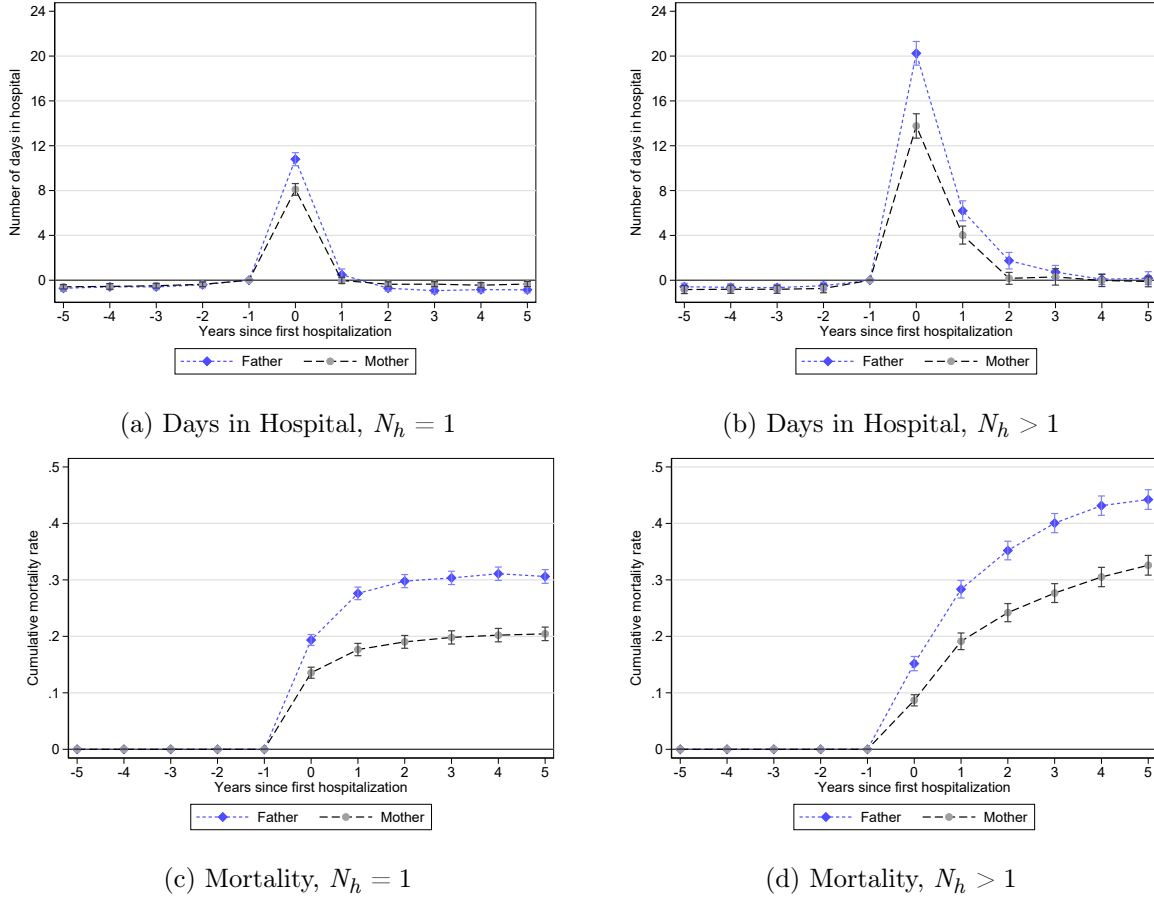 24
20
16
12
8
4
0
Number of days in hospital
-5 -4 -3 -2 -1 0 1 2 3 4 5
Years since first hospitalization
Father Mother
(a) Days in Hospital, N_h = 1
24
20
16
12
8
4
0
Number of days in hospital
-5 -4 -3 -2 -1 0 1 2 3 4 5
Years since first hospitalization
Father Mother
(b) Days in Hospital, N_h > 1
.5
.4
.3
.2
.1
0
Cumulative mortality rate
-5 -4 -3 -2 -1 0 1 2 3 4 5
Years since first hospitalization
Father Mother
(c) Mortality, N_h = 1
.5
.4
.3
.2
.1
0
Cumulative mortality rate
-5 -4 -3 -2 -1 0 1 2 3 4 5
Years since first hospitalization
Father Mother
(d) Mortality, N_h > 1